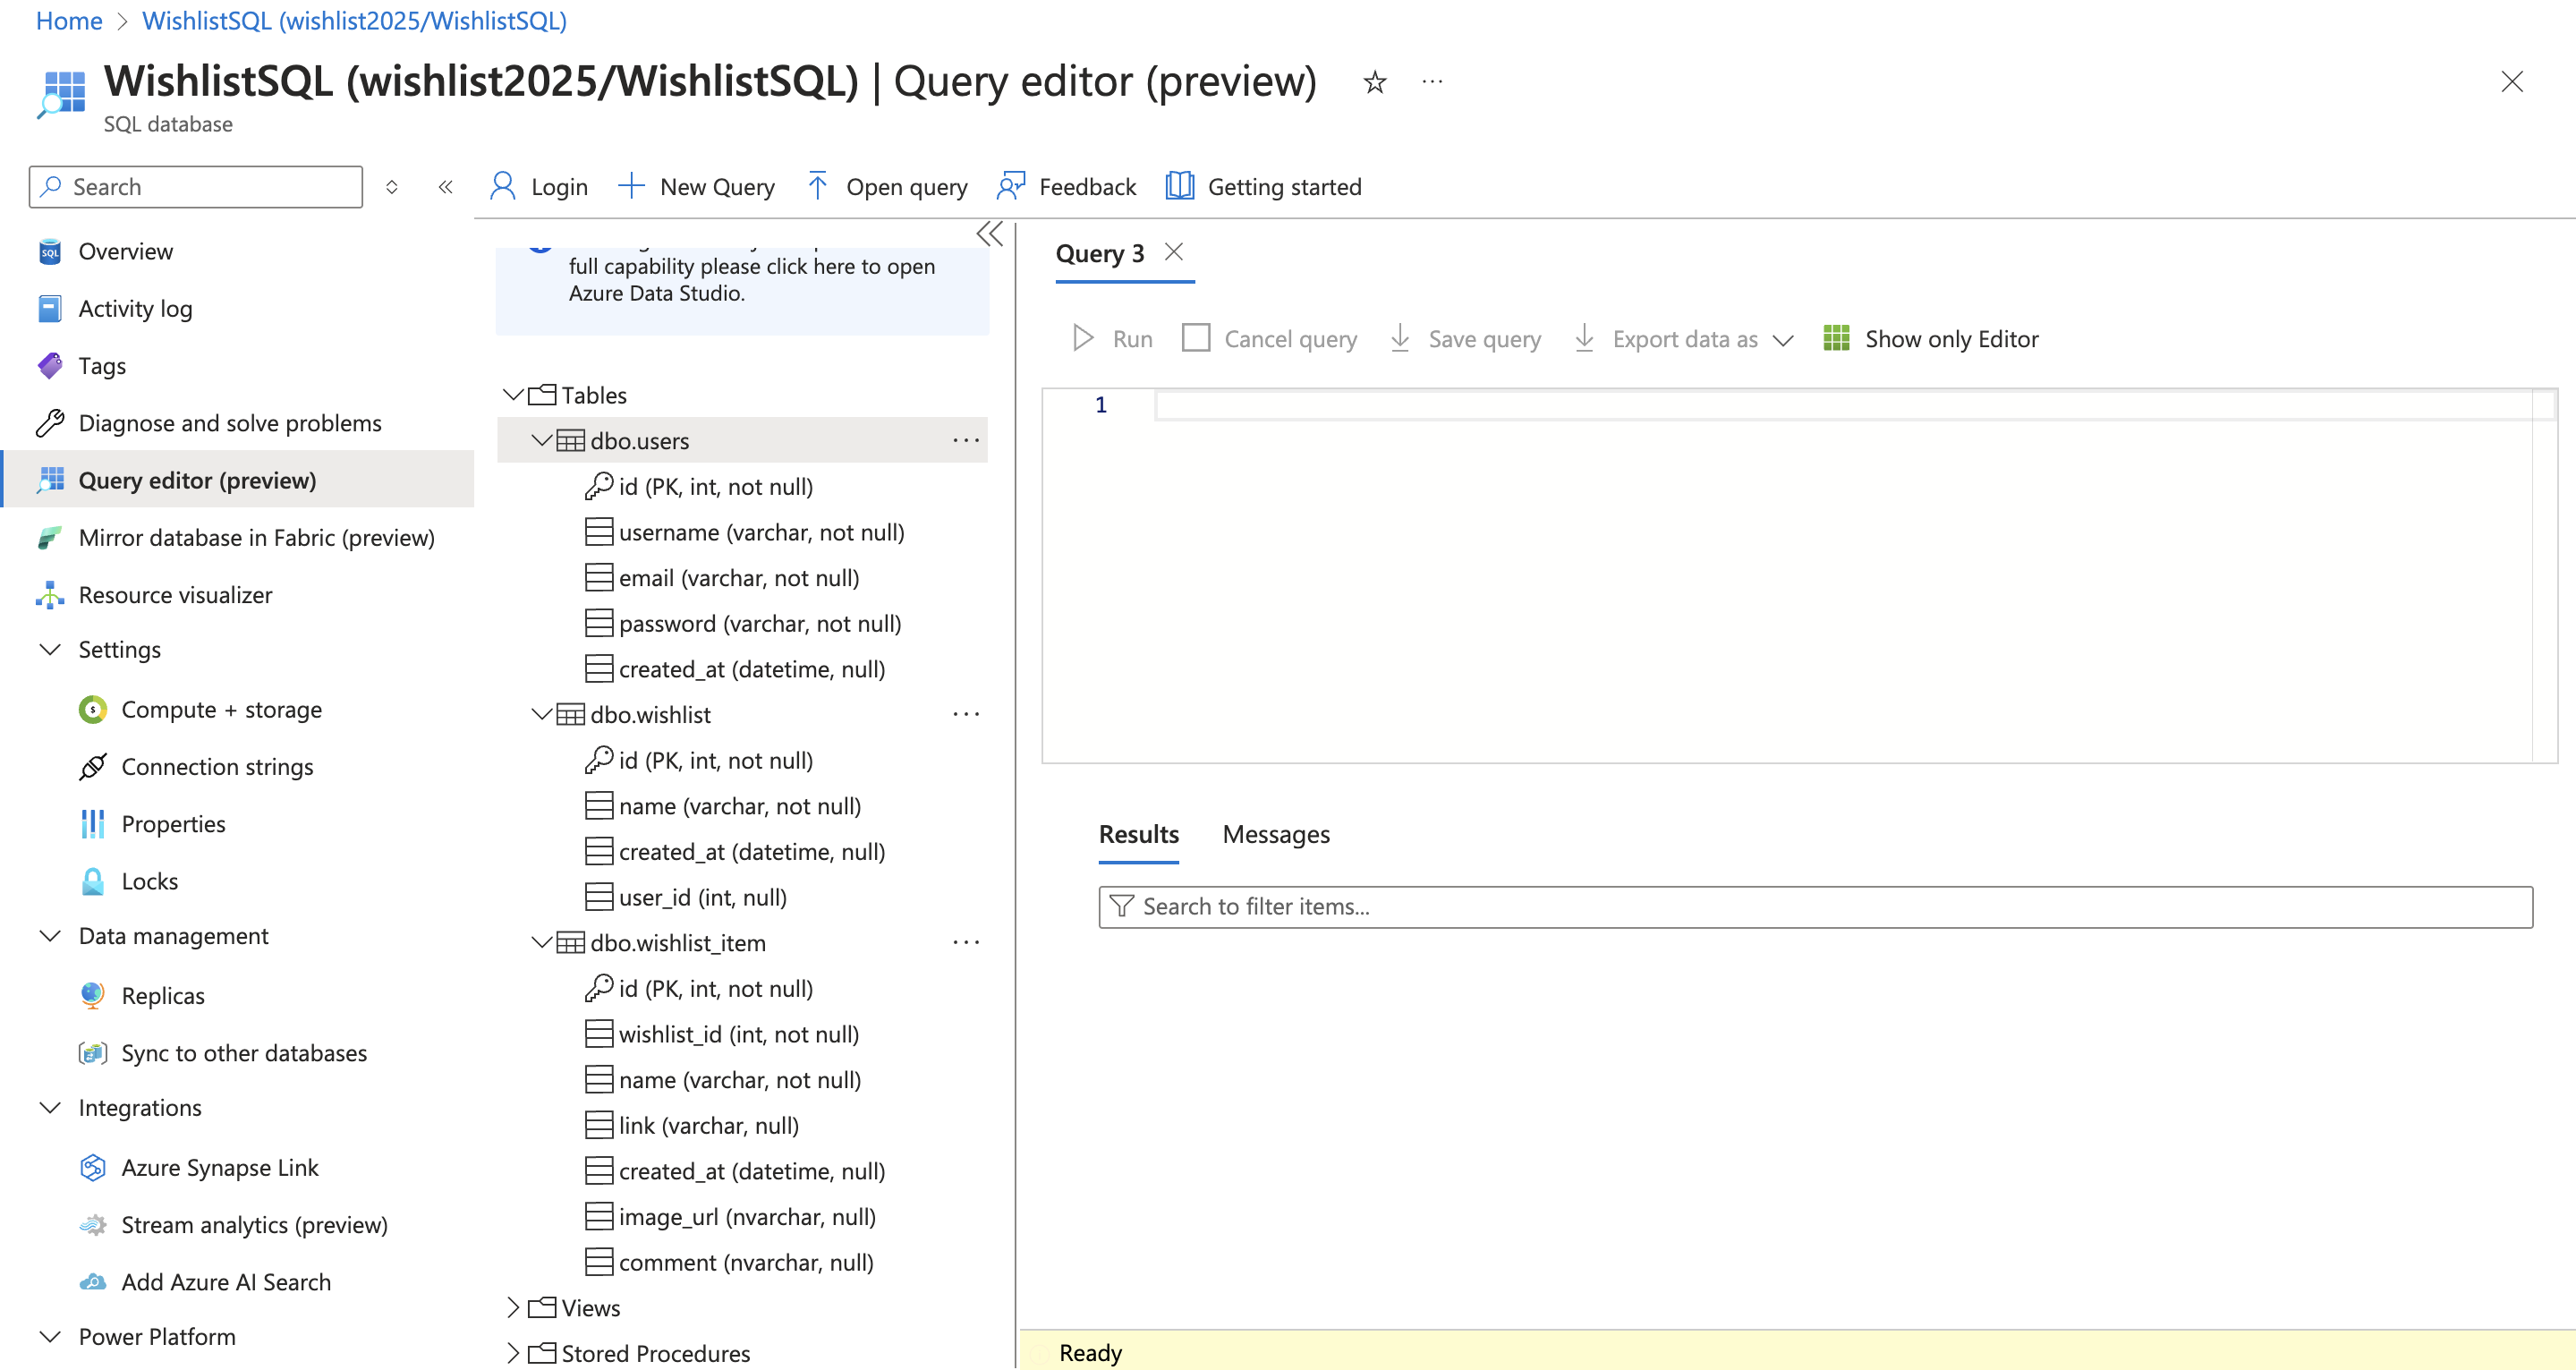 Home > WishlistSQL (wishlist2025/WishlistSQL)
WishlistSQL (wishlist2025/WishlistSQL) | Query editor (preview)
SQL database
Search
Login
New Query
Open query
Feedback
Getting started
Overview
Activity log
Tags
Diagnose and solve problems
Query editor (preview)
Mirror database in Fabric (preview)
Resource visualizer
Settings
Compute + storage
Connection strings
Properties
Locks
Data management
Replicas
Sync to other databases
Integrations
Azure Synapse Link
Stream analytics (preview)
Add Azure AI Search
Power Platform
full capability please click here to open
Azure Data Studio.
Tables
dbo.users
id (PK, int, not null)
username (varchar, not null)
email (varchar, not null)
password (varchar, not null)
created_at (datetime, null)
dbo.wishlist
id (PK, int, not null)
name (varchar, not null)
created_at (datetime, null)
user_id (int, null)
dbo.wishlist_item
id (PK, int, not null)
wishlist_id (int, not null)
name (varchar, not null)
link (varchar, null)
created_at (datetime, null)
image_url (nvarchar, null)
comment (nvarchar, null)
Views
Stored Procedures
Query 3
Run
Cancel query
Save query
Export data as
Show only Editor
1
Results
Messages
Search to filter items...
Ready